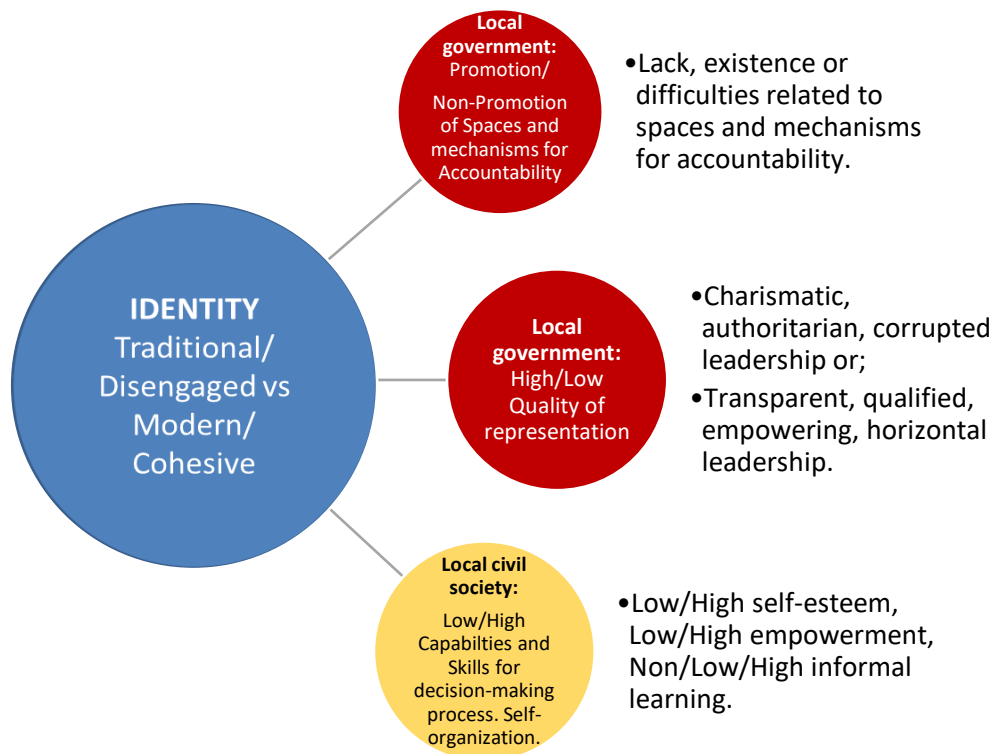 Local
government:
Promotion/
Non-Promotion
of Spaces and
mechanisms for
Accountability
•Lack, existence or
difficulties related to
spaces and mechanisms
for accountability.
IDENTITY
Traditional/
Disengaged vs
Modern/
Cohesive
Local
government:
High/Low
Quality of
representation
•Charismatic,
authoritarian, corrupted
leadership or;
•Transparent, qualified,
empowering, horizontal
leadership.
Local civil
society:
Low/High
Capabilties and
Skills for
decision-making
process. Self-
organization.
•Low/High self-esteem,
Low/High empowerment,
Non/Low/High informal
learning.